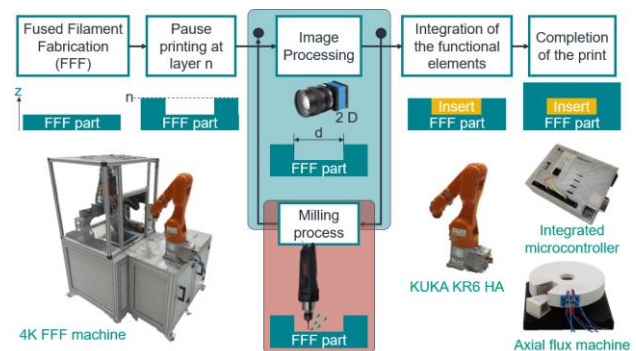 Fused Filament
Fabrication
(FFF)
Pause
printing at
layer n
Image
Processing
Integration of
the functional
elements
Completion
of the print
z
FFF part
n
FFF part
2 D
d
FFF part
Insert
FFF part
Insert
FFF part
Milling
process
4K FFF machine
KUKA KR6 HA
Integrated
microcontroller
Axial flux machine